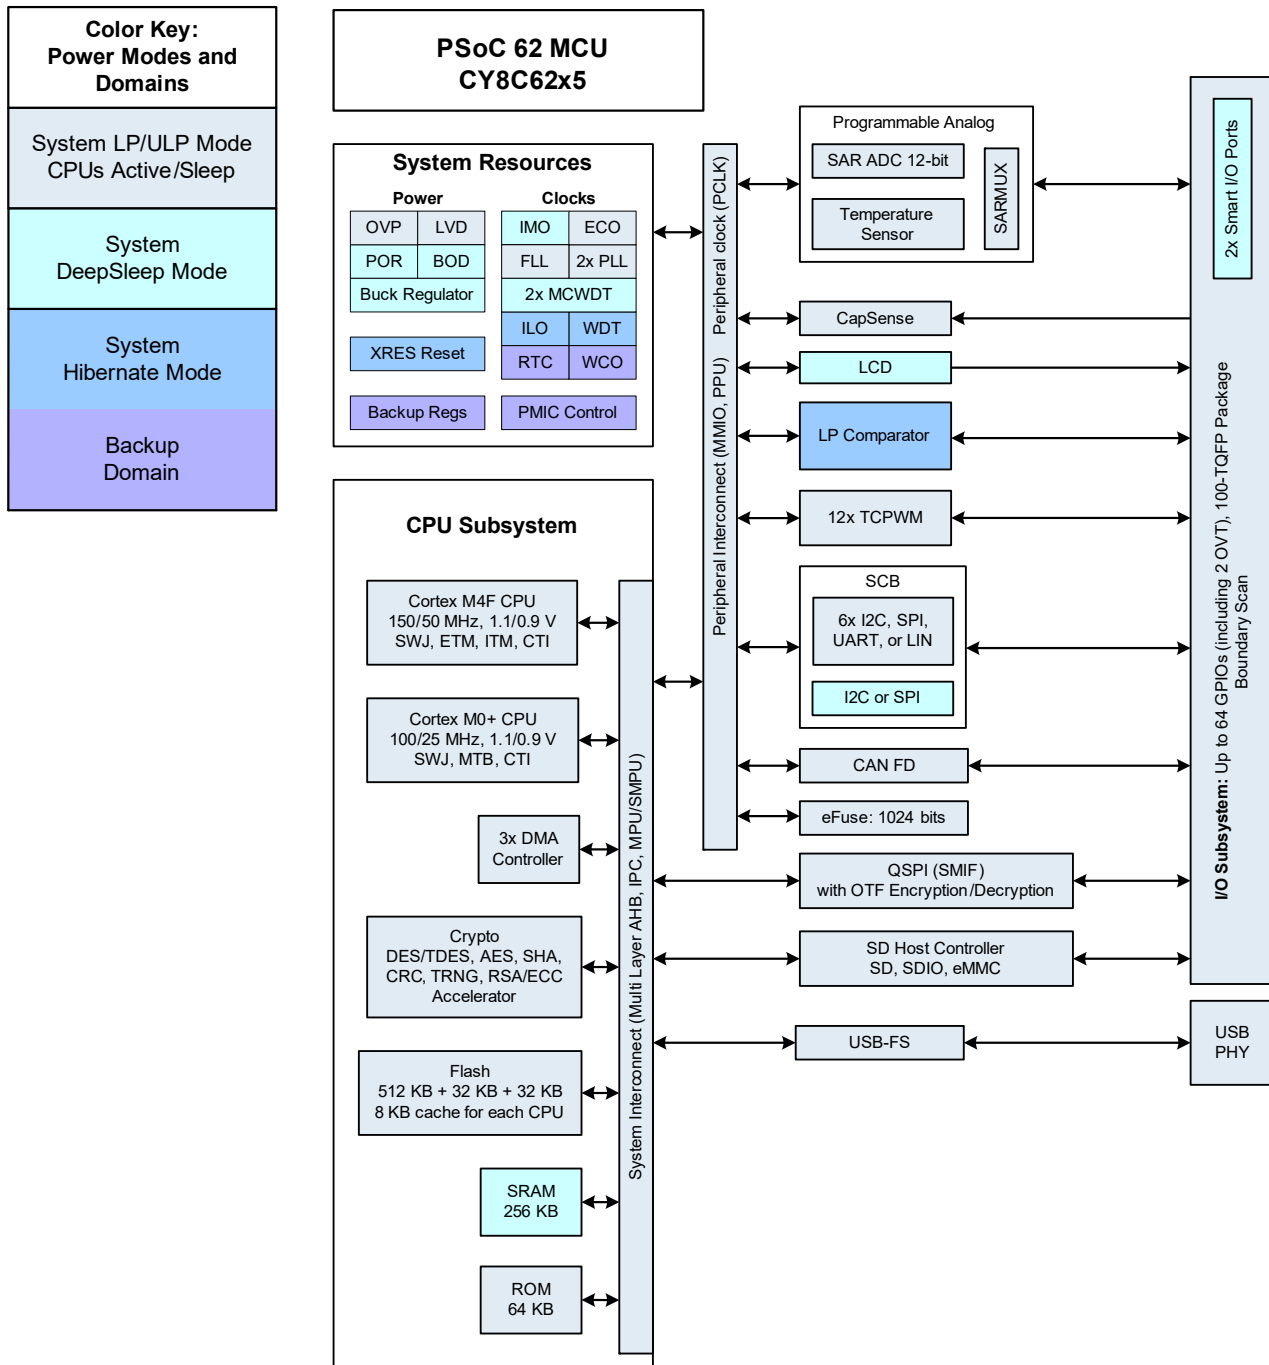 Color Key:
Power Modes and
Domains
System LP/ULP Mode
CPUs Active/Sleep
System
DeepSleep Mode
System
Hibernate Mode
Backup
Domain
PSoC 62 MCU
CY8C62x5
System Resources
Power
Clocks
OVP
LVD
POR
BOD
Buck Regulator
XRES Reset
Backup Regs
IMO
ECO
FLL
2x PLL
2x MCWDT
ILO
WDT
RTC
WCO
PMIC Control
CPU Subsystem
Cortex M4F CPU
150/50 MHz, 1.1/0.9 V
SWJ, ETM, ITM, CTI
Cortex M0+ CPU
100/25 MHz, 1.1/0.9 V
SWJ, MTB, CTI
3x DMA
Controller
Crypto
DES/TDES, AES, SHA,
CRC, TRNG, RSA/ECC
Accelerator
Flash
512 KB + 32 KB + 32 KB
8 KB cache for each CPU
SRAM
256 KB
ROM
64 KB
System Interconnect (Multi Layer AHB, IPC, MPU/SMPU)
Peripheral Interconnect (MMIO, PPU)
Peripheral clock (PCLK)
Programmable Analog
SAR ADC 12-bit
Temperature
Sensor
SARMUX
CapSense
LCD
LP Comparator
12x TCPWM
SCB
6x I2C, SPI,
UART, or LIN
I2C or SPI
CAN FD
eFuse: 1024 bits
QSPI (SMIF)
with OTF Encryption/Decryption
SD Host Controller
SD, SDIO, eMMC
USB-FS
2x Smart I/O Ports
I/O Subsystem: Up to 64 GPIOs (including 2 OVT), 100-TQFP Package
Boundary Scan
USB
PHY